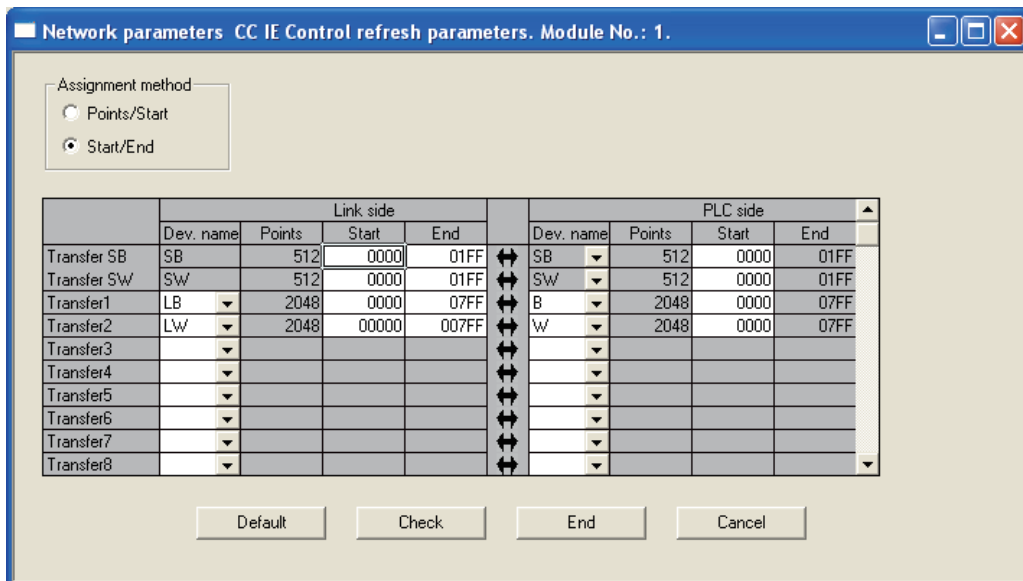 Network parameters CC IE Control refresh parameters. Module No.: 1.
Assignment method
Points/Start
Start/End
Link side PLC side
Dev. name Points Start End Dev. name Points Start End
Transfer SB SB 512 0000 01FF SB 512 0000 01FF
Transfer SW SW 512 0000 01FF SW 512 0000 01FF
Transfer1 LB 2048 0000 07FF B 2048 0000 07FF
Transfer2 LW 2048 00000 007FF W 2048 0000 07FF
Transfer3
Transfer4
Transfer5
Transfer6
Transfer7
Transfer8
Default Check End Cancel